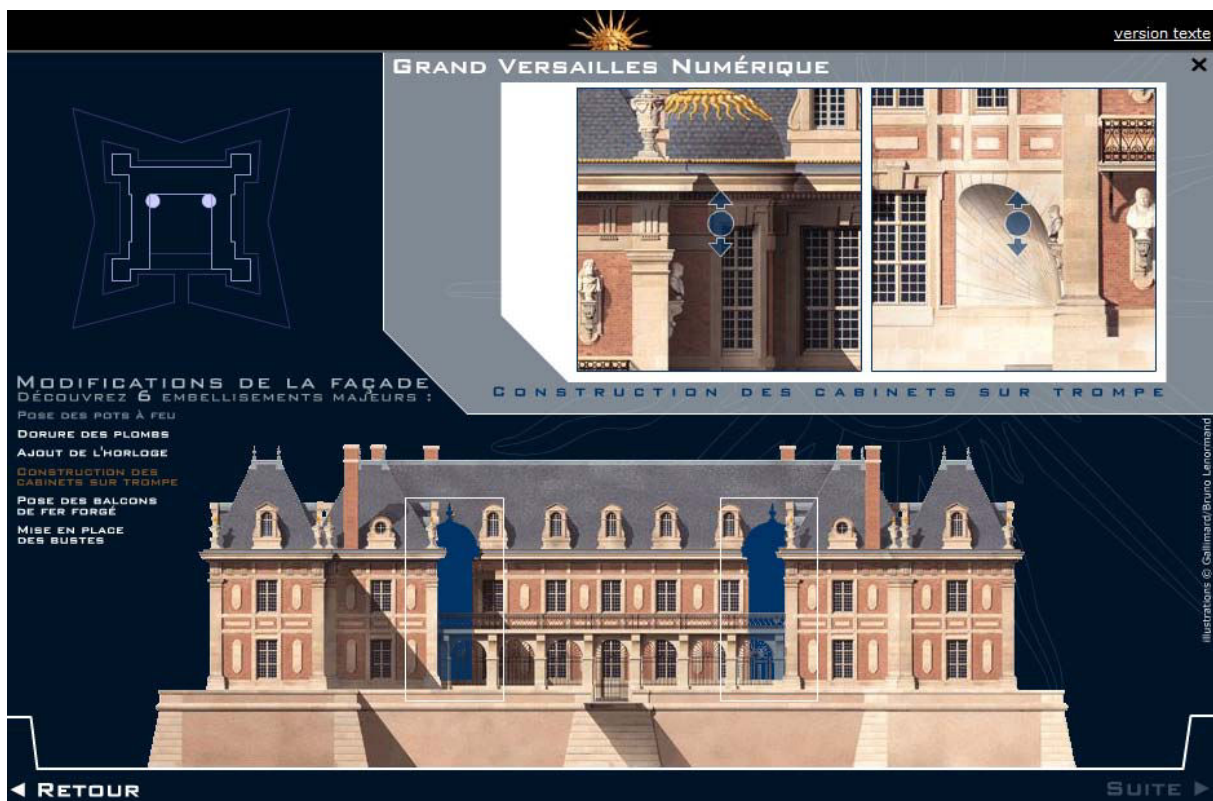 version texte
GRAND VERSAILLES NUMÉRIQUE
CONSTRUCTION DES CABINETS SUR TROMPE
MODIFICATIONS DE LA FAÇADE
DÉCOUVREZ 6 EMBELLISEMENTS MAJEURS :
POSE DES POTS À FEU
DORURE DES PLOMBS
AJOUT DE L'HORLOGE
CONSTRUCTION DES
CABINETS SUR TROMPE
POSE DES BALCONS
DE FER FORGÉ
MISE EN PLACE
DES BUSTES
illustrations © Gallimard/Bruno Lenormand
RETOUR
SUITE